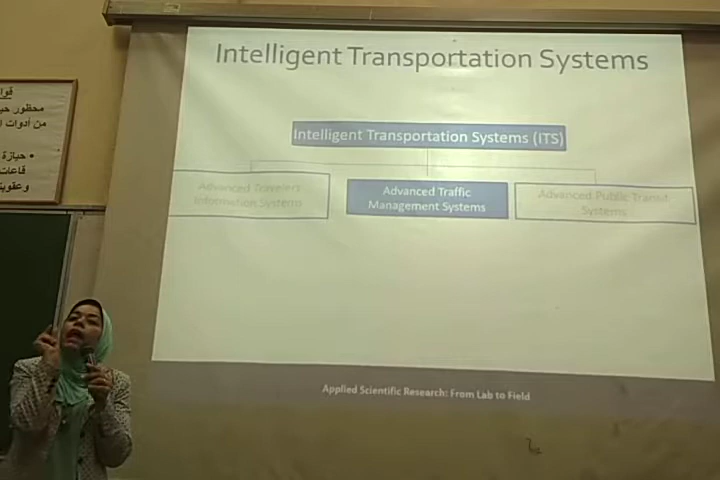 Intelligent Transportation Systems
Intelligent Transportation Systems (ITS)
Advanced Travelers
Information Systems
Advanced Traffic
Management Systems
Advanced Public Transit
Systems
Applied Scientific Research: From Lab to Field
محظور
من أدوات
• حيازة